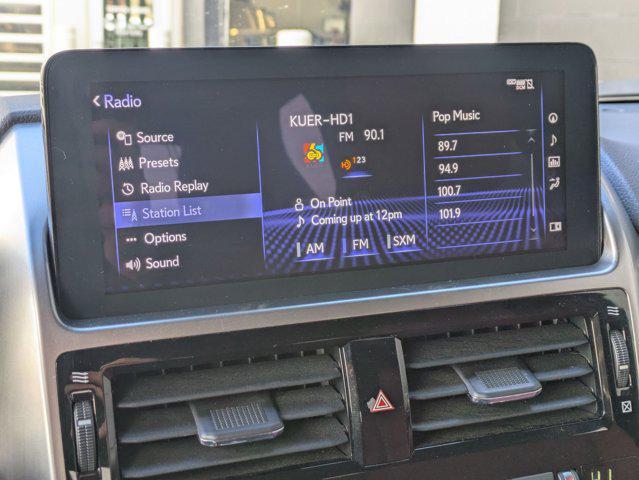 < Radio
Source
Presets
Radio Replay
Station List
Options
Sound
KUER-HD1
FM 90.1
HD 123
On Point
Coming up at 12pm
AM
FM
SXM
Pop Music
89.7
94.9
100.7
101.9